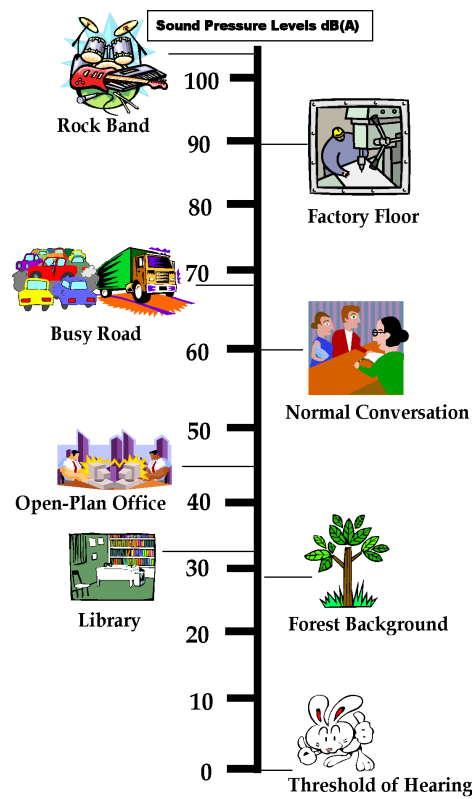 Sound Pressure Levels dB(A)
100
Rock Band
90
80
Factory Floor
70
Busy Road
60
Normal Conversation
50
Open-Plan Office
40
30
Library
Forest Background
20
10
0
Threshold of Hearing